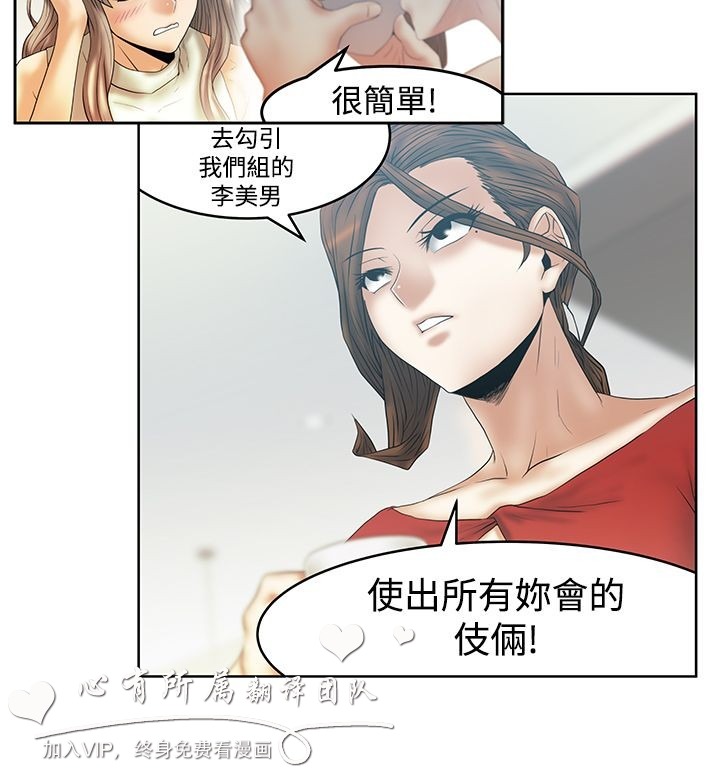 很簡單!
去勾引
我們組的
李美男
使出所有妳會的
伎倆!
心有所属翻译团队
加入VIP，终身免费看漫画